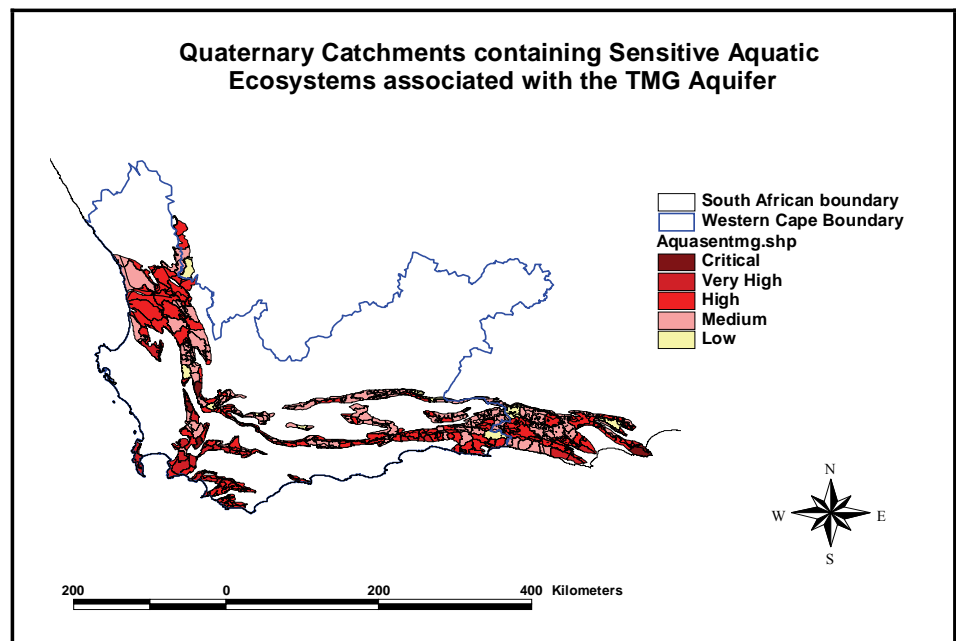 Quaternary Catchments containing Sensitive Aquatic
Ecosystems associated with the TMG Aquifer
South African boundary
Western Cape Boundary
Aquasentmg.shp
Critical
Very High
High
Medium
Low
N
W E
S
200 0 200 400 Kilometers